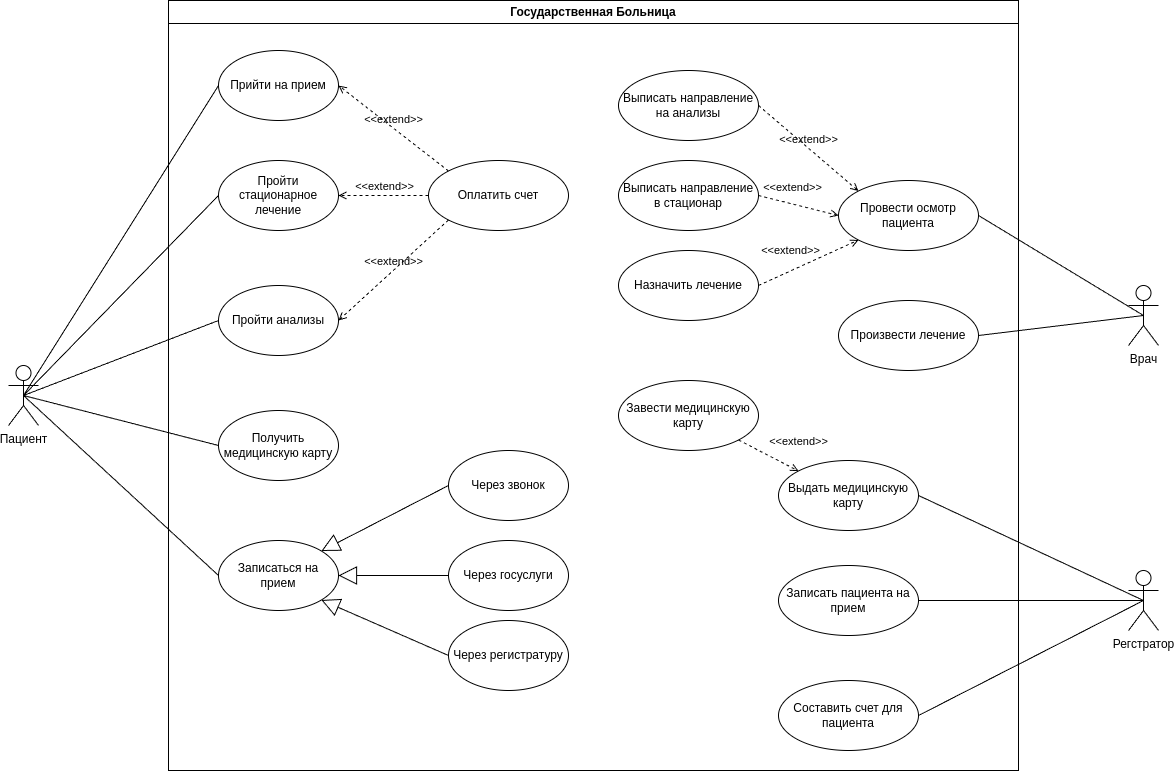 Государственная Больница
Прийти на прием
<<extend>>
Пройти
стационарное
лечение
<<extend>>
Оплатить счет
<<extend>>
Пройти анализы
Получить
медицинскую карту
Записаться на
прием
Через звонок
Через госуслуги
Через регистратуру
Пациент
Выписать направление
на анализы
<<extend>>
Выписать направление
в стационар
<<extend>>
Провести осмотр
пациента
<<extend>>
Назначить лечение
Произвести лечение
Врач
Завести медицинскую
карту
<<extend>>
Выдать медицинскую
карту
Записать пациента на
прием
Составить счет для
пациента
Регстратор